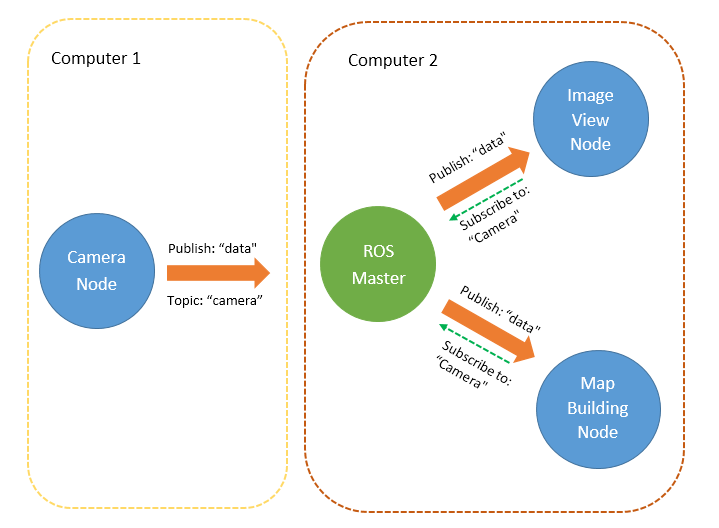 Computer 1
Camera
Node
Publish: “data"
Topic: “camera”
Computer 2
ROS
Master
Publish: “data"
Subscribe to:
“Camera"
Image
View
Node
Publish: “data"
Subscribe to:
“Camera"
Map
Building
Node